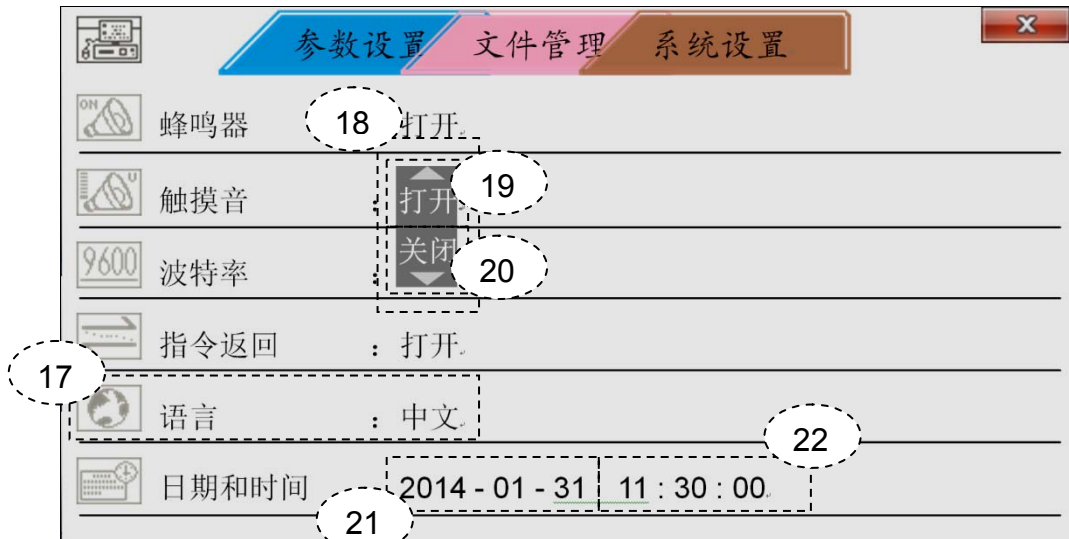 参数设置 文件管理 系统设置 X
ON 蜂鸣器 18 打开
U 触摸音 : 打开 19
9600 波特率 : 关闭 20
指令返回 : 打开
17
语言 : 中文
22
日期和时间 2014 - 01 - 31 11 : 30 : 00
21